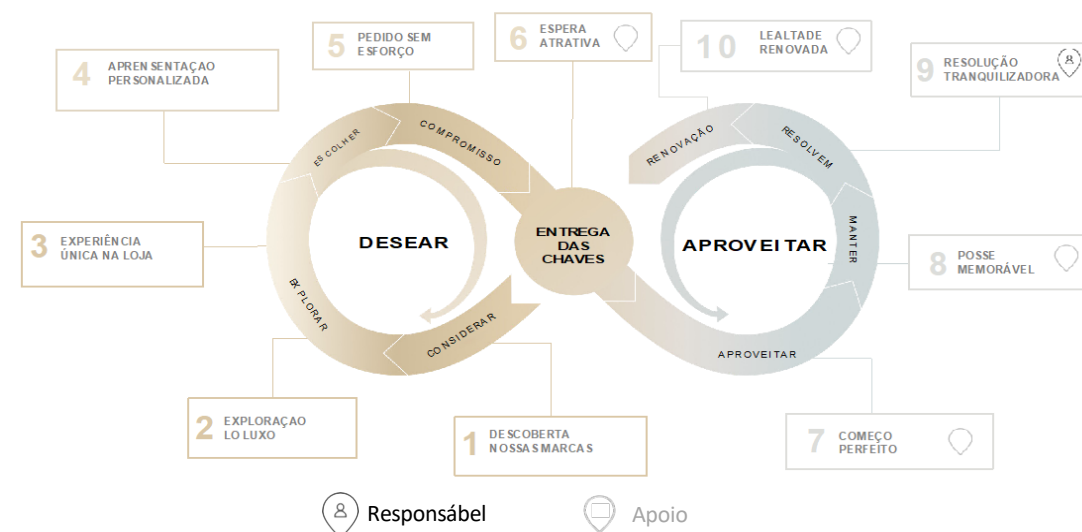 6
ESPERA
ATRATIVA
10
LEALTADE
RENOVADA
5
PEDIDO SEM
ESFORÇO
4
APRENSENTAÇAO
PERSONALIZADA
9
RESOLUÇÃO
TRANQUILIZADORA
ESCOLHER
COMPROMISSO
RENOVAÇÃO
RESOLVEM
3
EXPERIÊNCIA
ÚNICA NA LOJA
DESEAR
ENTREGA
DAS
CHAVES
APROVEITAR
MANTER
8
POSSE
MEMORÁVEL
EXPLORAR
CONSIDERAR
APROVEITAR
2
EXPLORAÇAO
LO LUXO
1
DESCOBERTA
NOSSAS MARCAS
7
COMEÇO
PERFEITO
Responsábel
Apoio